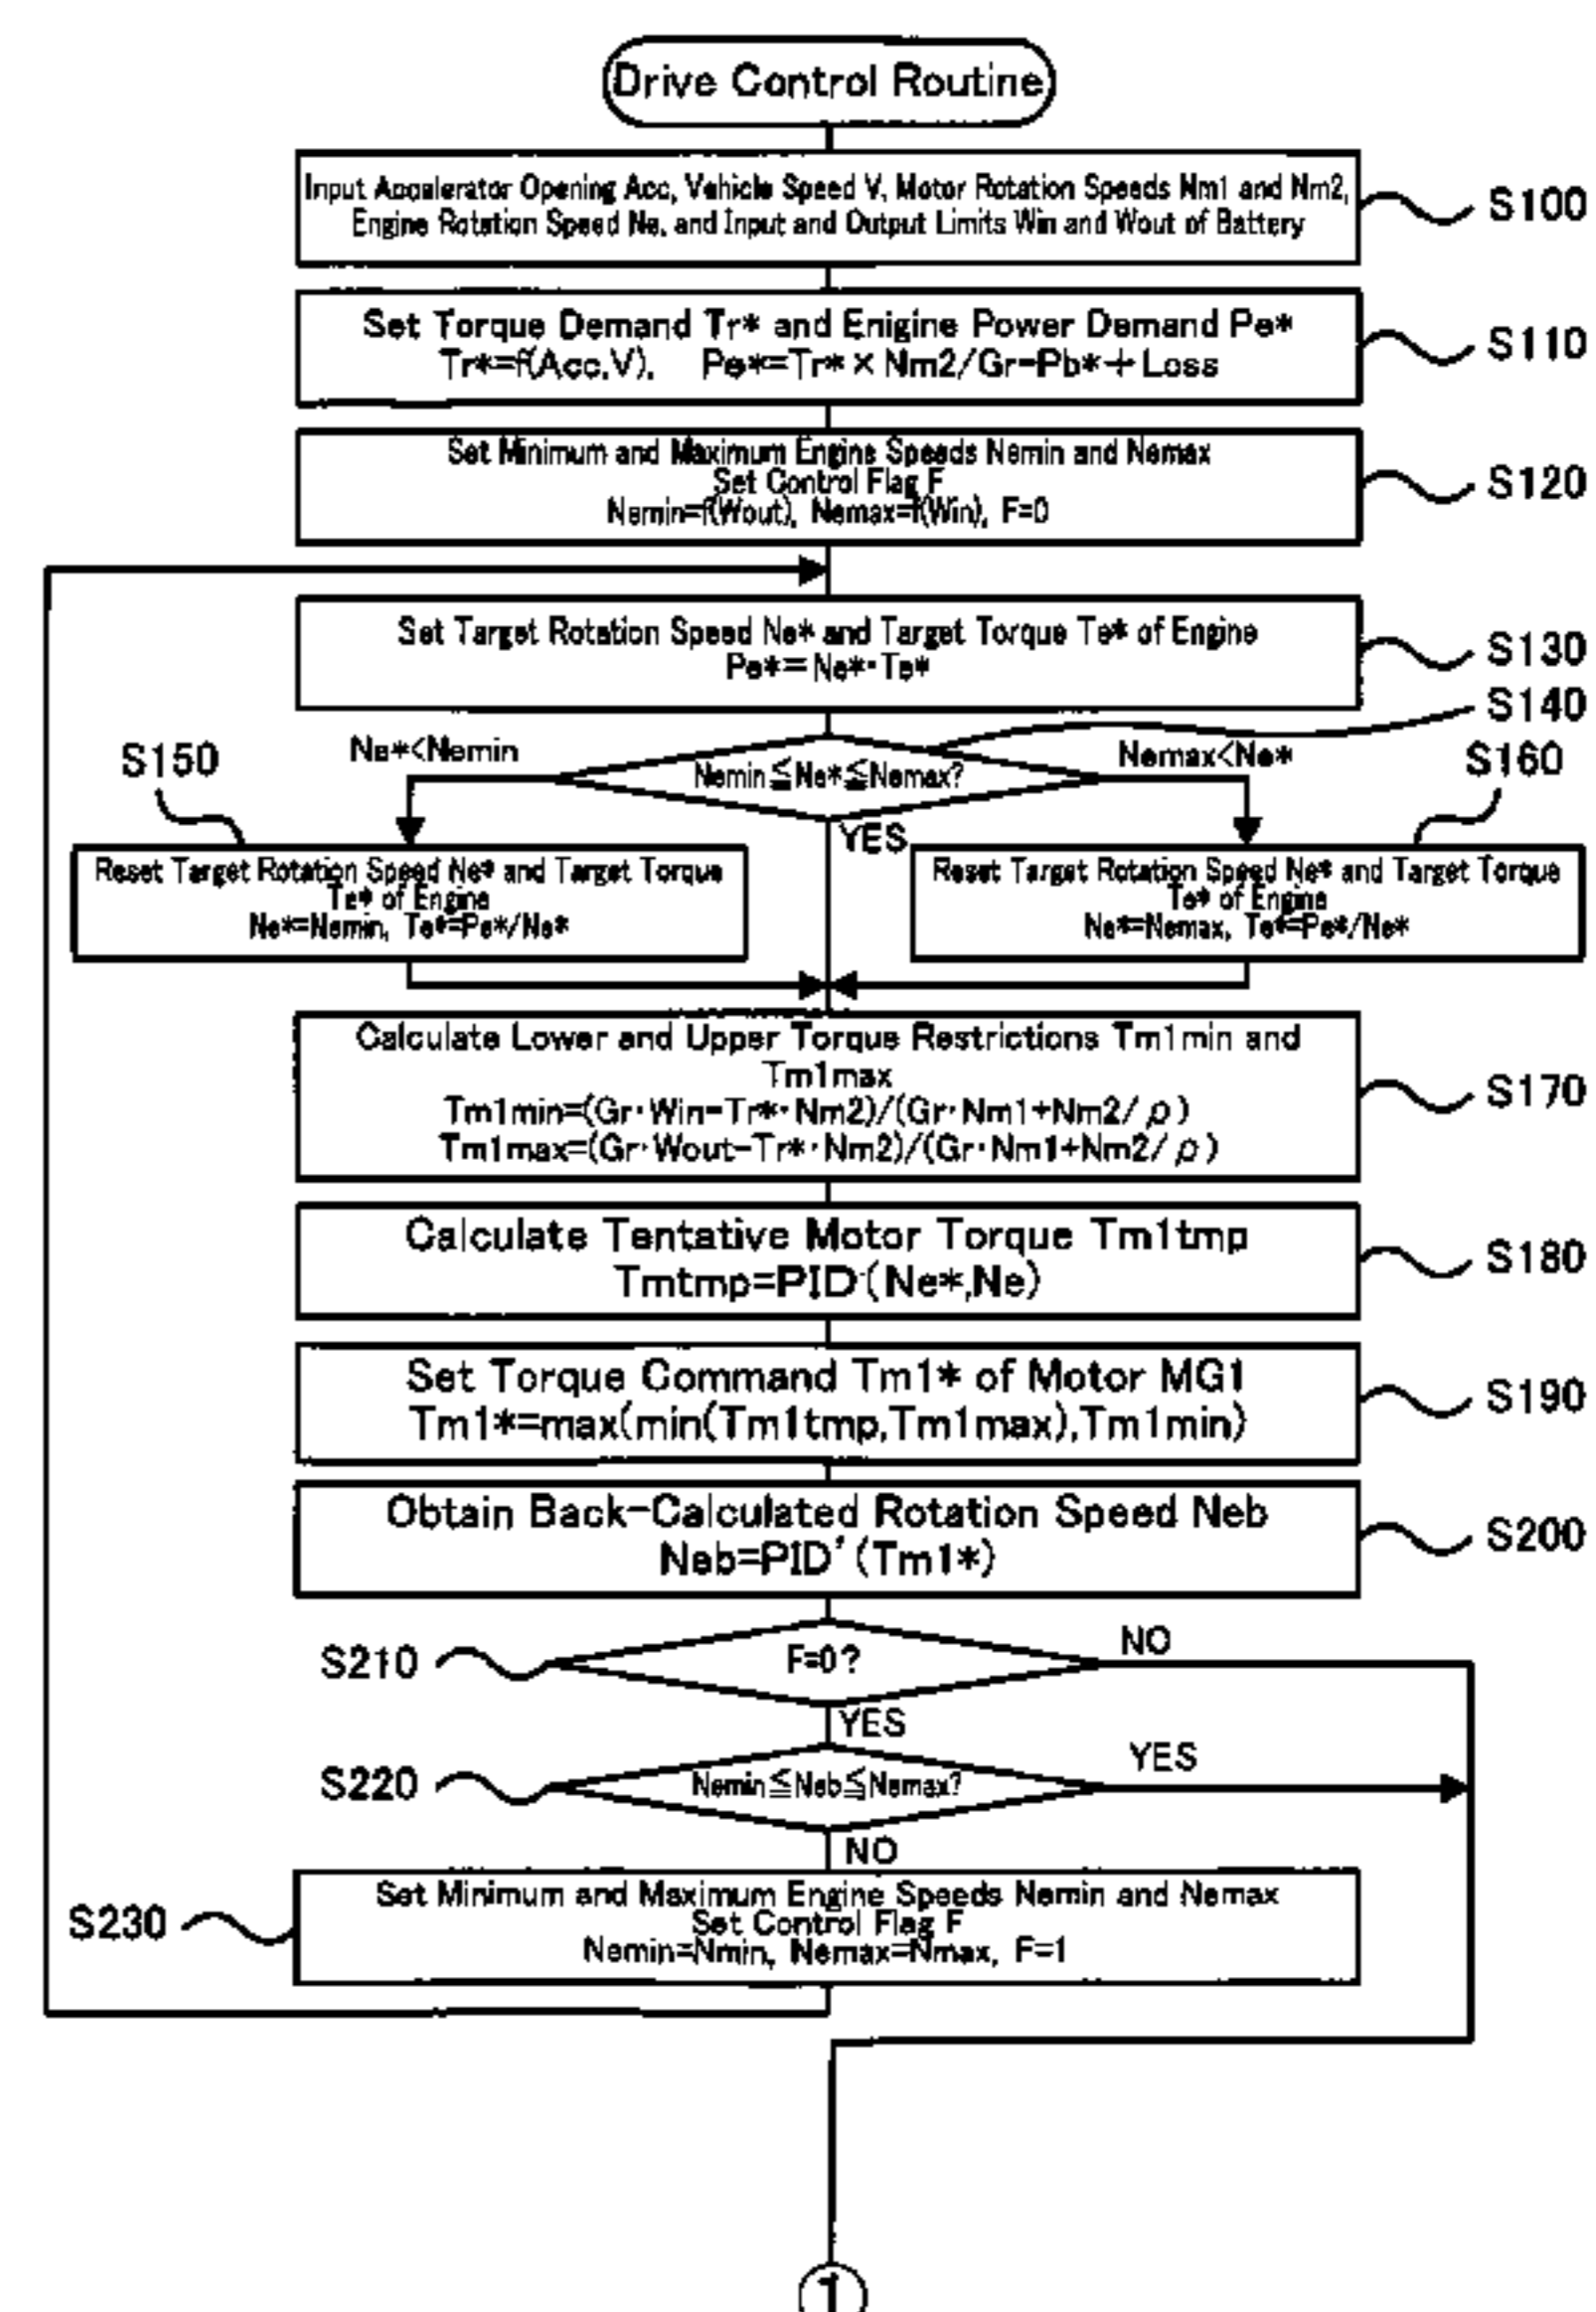 Drive Control Routine
Input Accelerator Opening Acc, Vehicle Speed V, Motor Rotation Speeds Nm1 and Nm2,
Engine Rotation Speed Ne, and Input and Output Limits Win and Wout of Battery
S100
Set Torque Demand Tr* and Enigine Power Demand Pe*
Tr*=f(Acc,V), Pe*=Tr*×Nm2/Gr-Pb*+Loss
S110
Set Minimum and Maximum Engine Speeds Nemin and Nemax
Set Control Flag F
Nemin=f(Wout), Nemax=f(Win), F=0
S120
Set Target Rotation Speed Ne* and Target Torque Te* of Engine
Pe*=Ne*·Te*
S130
S140
Ne*<Nemin
Nemin≦Ne*≦Nemax?
Nemax<Ne*
S150
S160
YES
Reset Target Rotation Speed Ne* and Target Torque
Te* of Engine
Ne*=Nemin, Te*=Pe*/Ne*
Reset Target Rotation Speed Ne* and Target Torque
Te* of Engine
Ne*=Nemax, Te*=Pe*/Ne*
Calculate Lower and Upper Torque Restrictions Tm1min and
Tm1max
Tm1min=(Gr·Win-Tr*·Nm2)/(Gr·Nm1+Nm2/ρ)
Tm1max=(Gr·Wout-Tr*·Nm2)/(Gr·Nm1+Nm2/ρ)
S170
Calculate Tentative Motor Torque Tm1tmp
Tmtmp=PID(Ne*,Ne)
S180
Set Torque Command Tm1* of Motor MG1
Tm1*=max(min(Tm1tmp,Tm1max),Tm1min)
S190
Obtain Back-Calculated Rotation Speed Neb
Neb=PID'(Tm1*)
S200
S210
F=0?
NO
YES
S220
Nemin≦Neb≦Nemax?
YES
NO
S230
Set Minimum and Maximum Engine Speeds Nemin and Nemax
Set Control Flag F
Nemin=Nmin, Nemax=Nmax, F=1
1